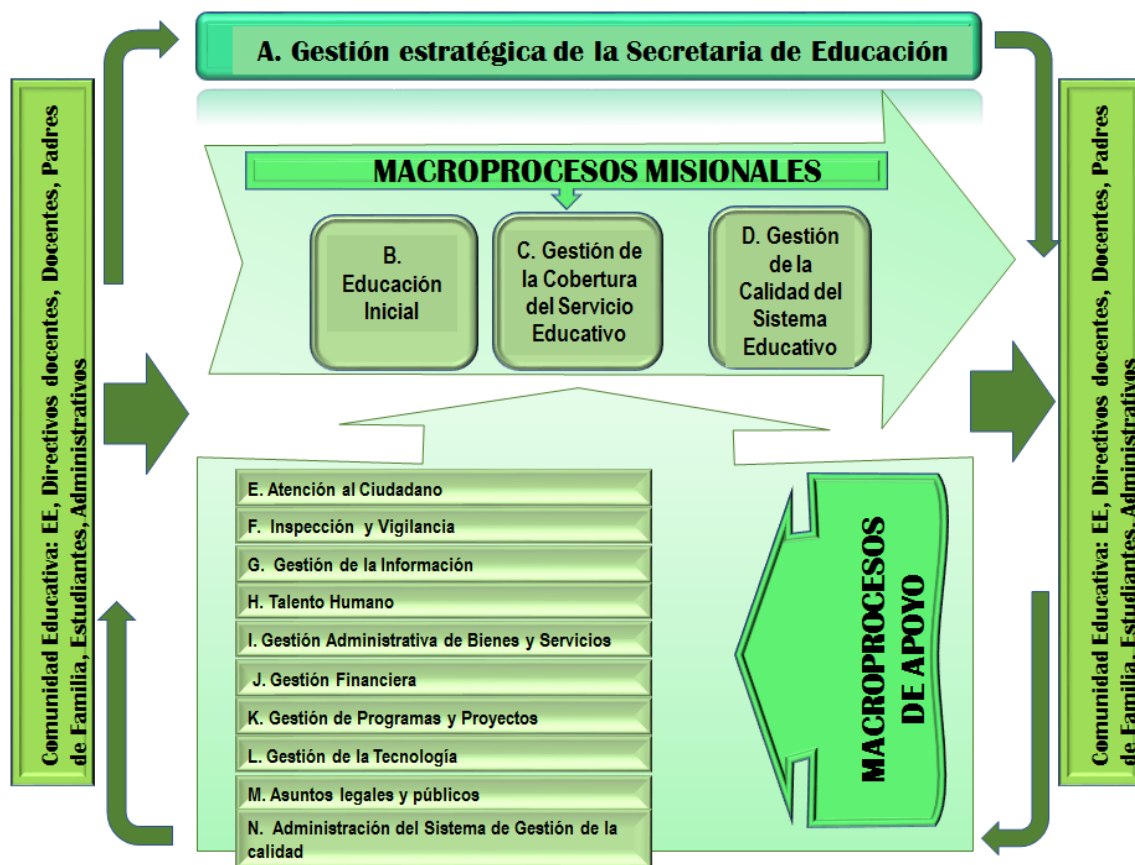 A. Gestión estratégica de la Secretaria de Educación
Comunidad Educativa: EE, Directivos docentes, Docentes, Padres
de Familia, Estudiantes, Administrativos
MACROPROCESOS MISIONALES
B.
Educación
Inicial
C. Gestión de
la Cobertura
del Servicio
Educativo
D. Gestión
de la
Calidad del
Sistema
Educativo
E. Atención al Ciudadano
F. Inspección y Vigilancia
G. Gestión de la Información
H. Talento Humano
I. Gestión Administrativa de Bienes y Servicios
J. Gestión Financiera
K. Gestión de Programas y Proyectos
L. Gestión de la Tecnología
M. Asuntos legales y públicos
N. Administración del Sistema de Gestión de la
calidad
MACROPROCESOS
DE APOYO
Comunidad Educativa: EE, Directivos docentes, Docentes, Padres
de Familia, Estudiantes, Administrativos